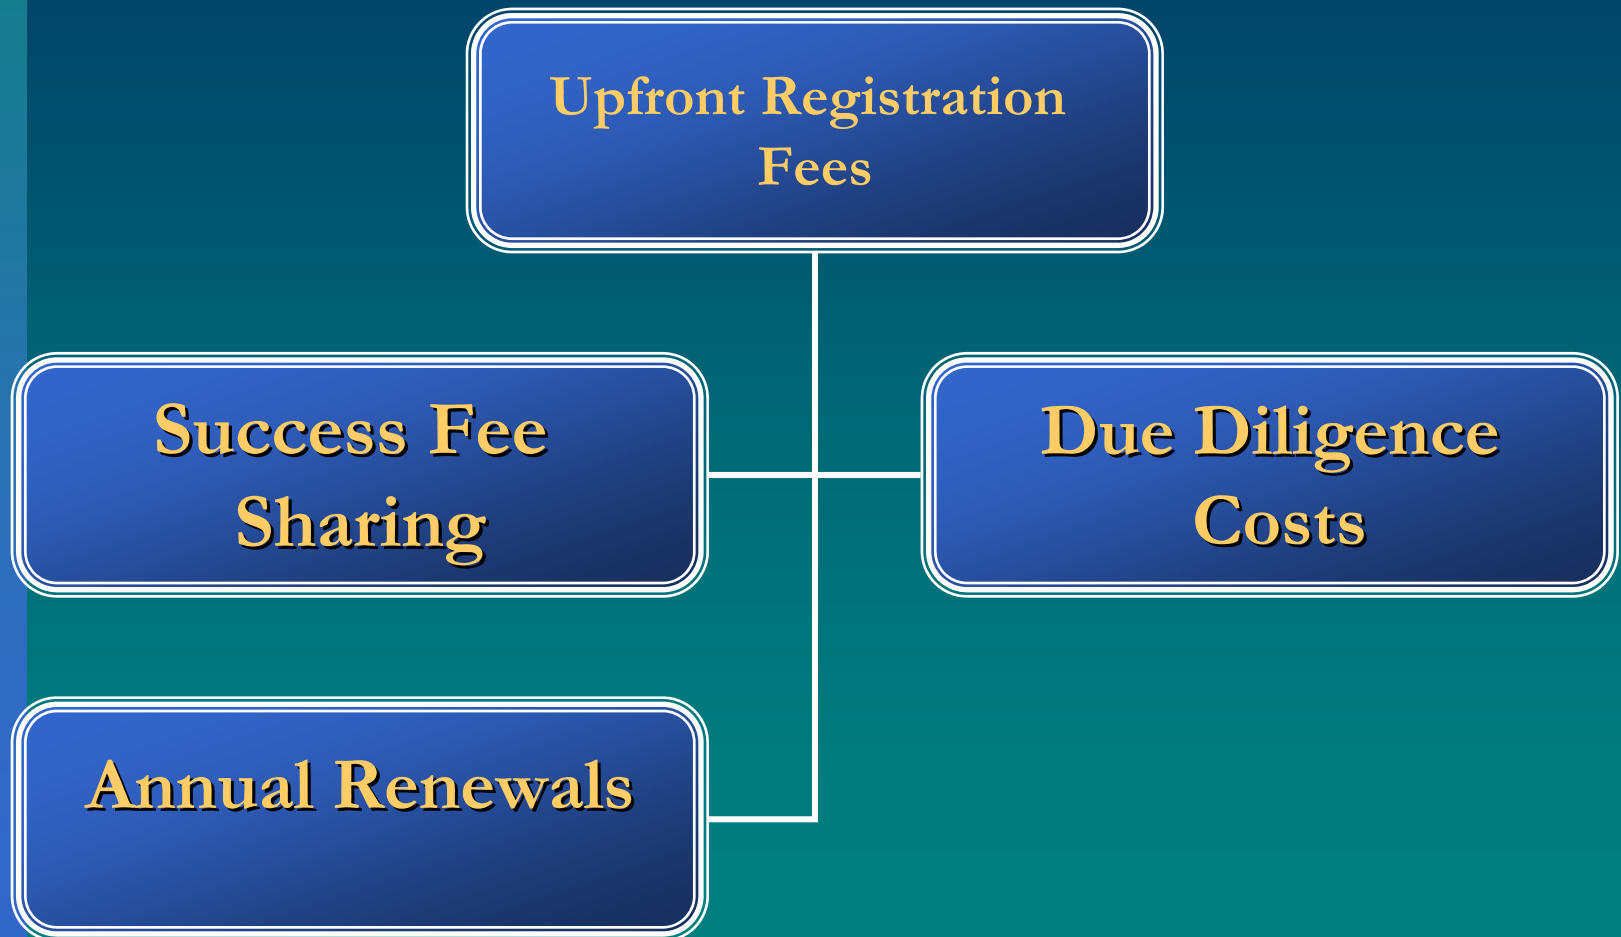 Upfront Registration
Fees
Success Fee
Sharing
Due Diligence
Costs
Annual Renewals